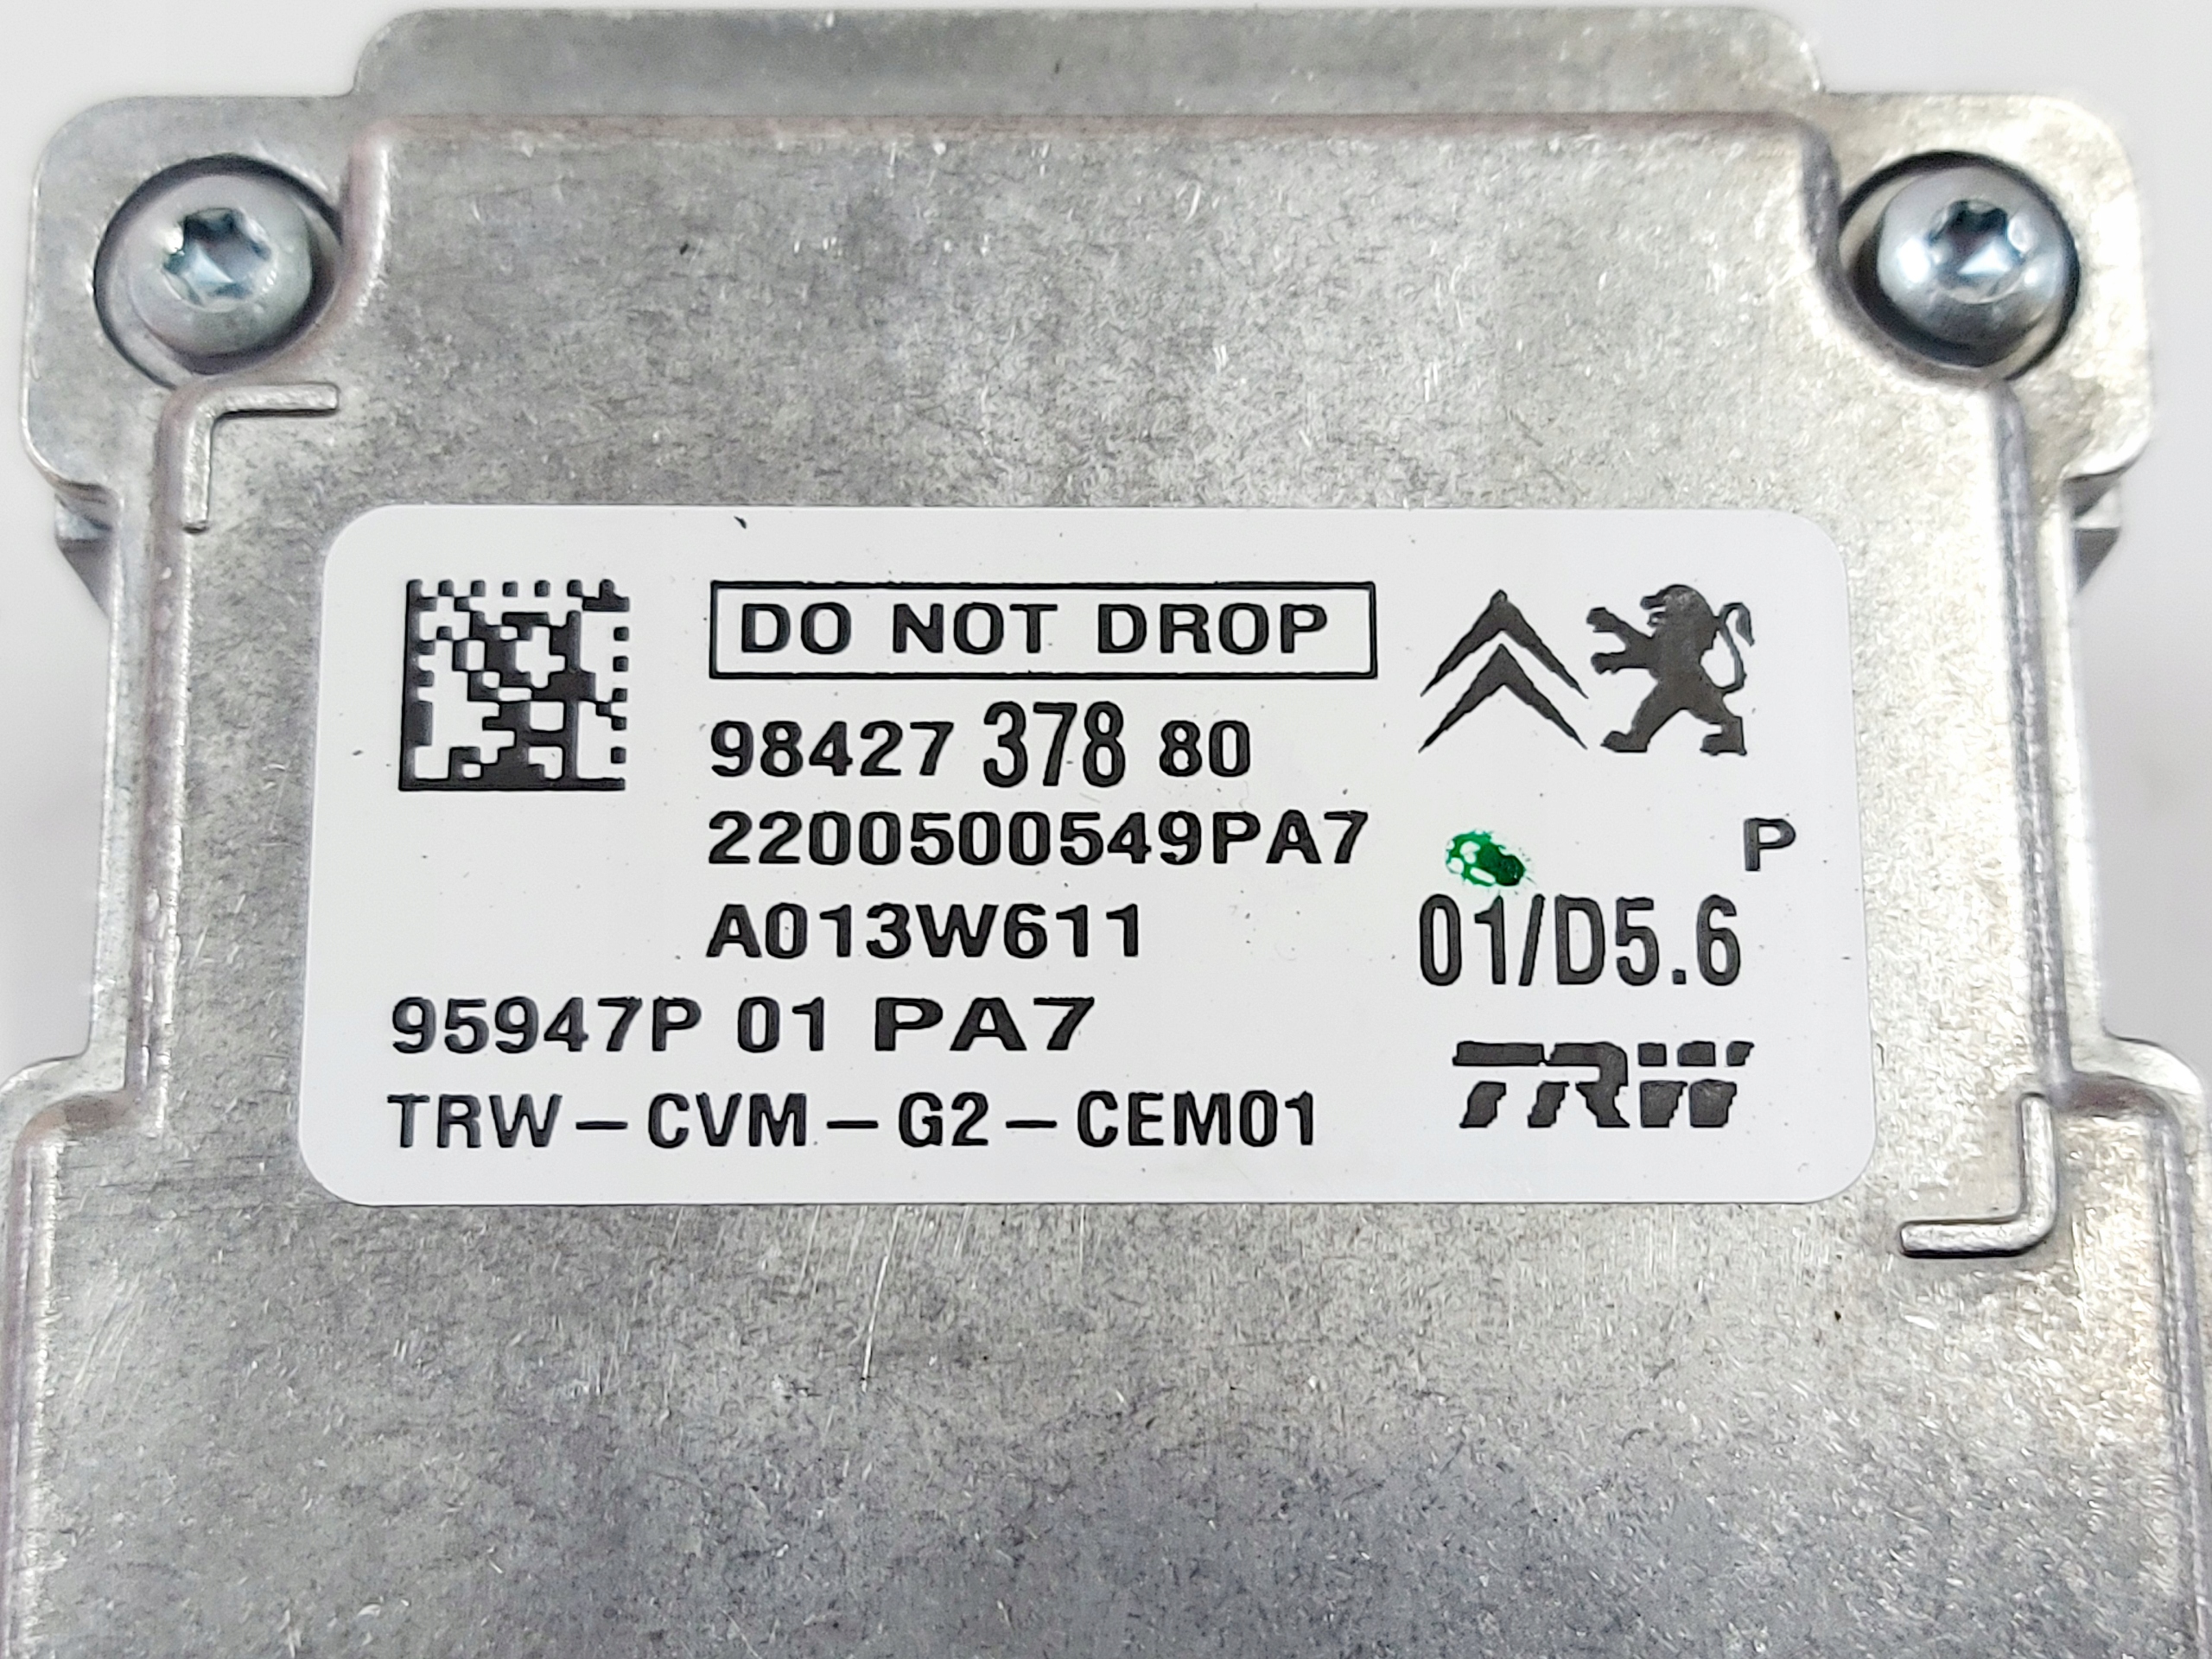 DO NOT DROP
98427 378 80
2200500549PA7
P
A013W611
01/D5.6
95947P 01 PA7
TRW-CVM-G2-CEM01
TRW